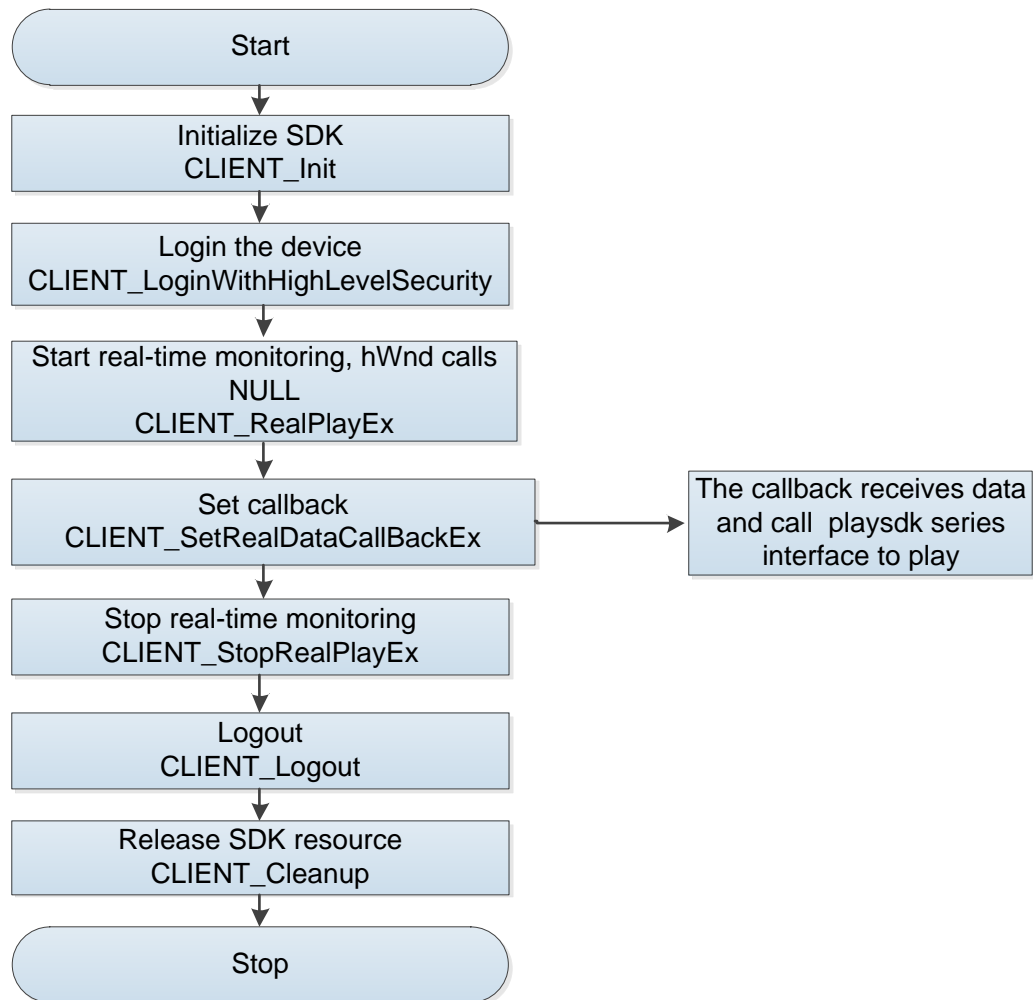 Start
Initialize SDK
CLIENT_Init
Login the device
CLIENT_LoginWithHighLevelSecurity
Start real-time monitoring, hWnd calls
NULL
CLIENT_RealPlayEx
Set callback
CLIENT_SetRealDataCallBackEx
The callback receives data
and call playsdk series
interface to play
Stop real-time monitoring
CLIENT_StopRealPlayEx
Logout
CLIENT_Logout
Release SDK resource
CLIENT_Cleanup
Stop